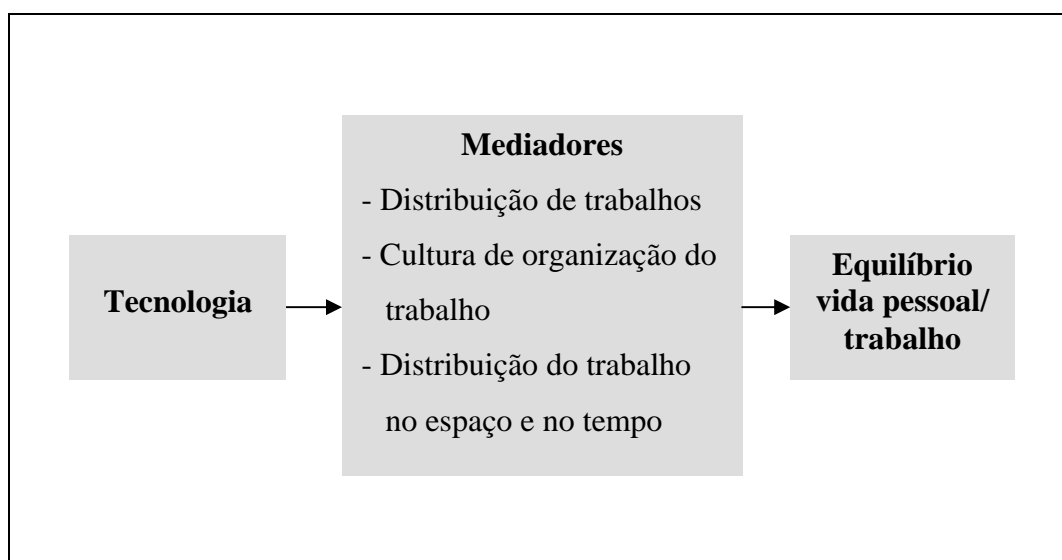 Tecnologia
Mediadores
- Distribuição de trabalhos
- Cultura de organização do
trabalho
- Distribuição do trabalho
no espaço e no tempo
Equilíbrio
vida pessoal/
trabalho